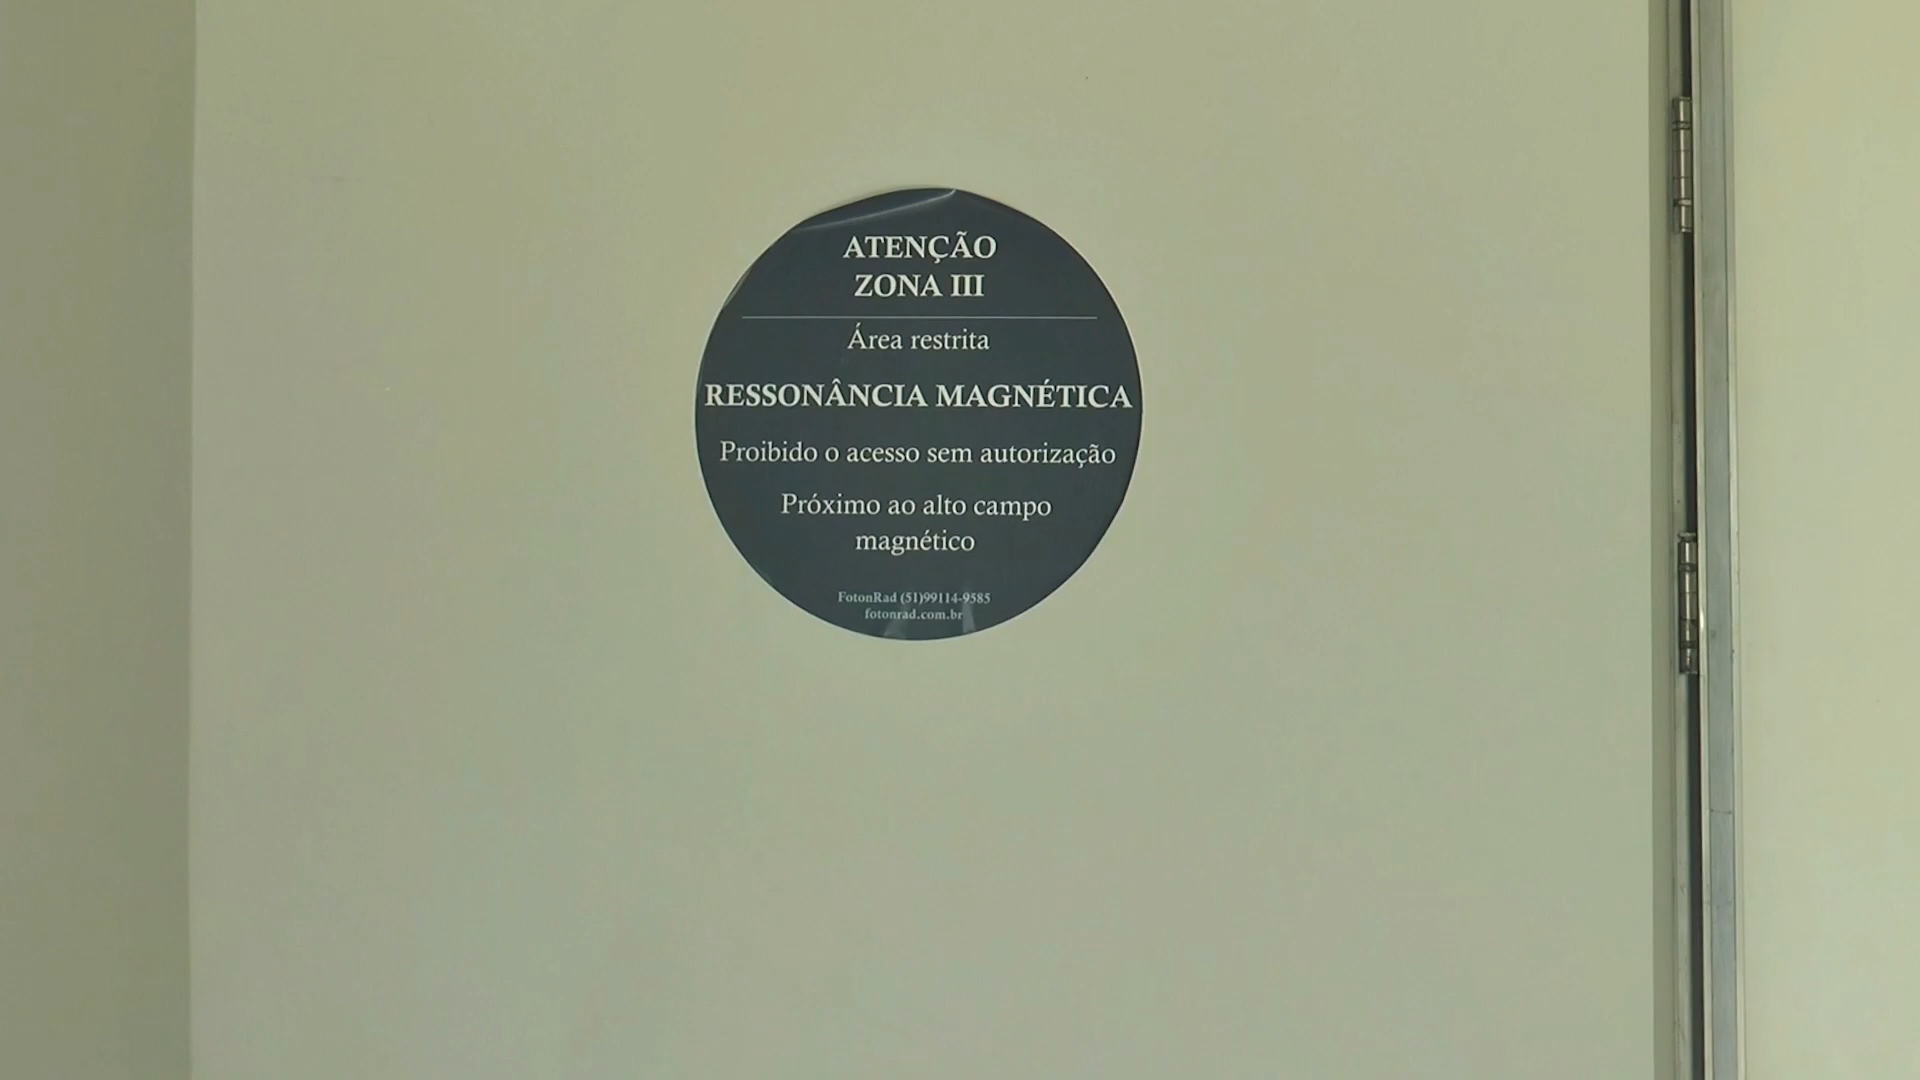 ATENÇÃO
ZONA III
Área restrita
RESSONÂNCIA MAGNÉTICA
Proibido o acesso sem autorização
Próximo ao alto campo
magnético
FotonRad (51)99114-9585
fotonrad.com.br